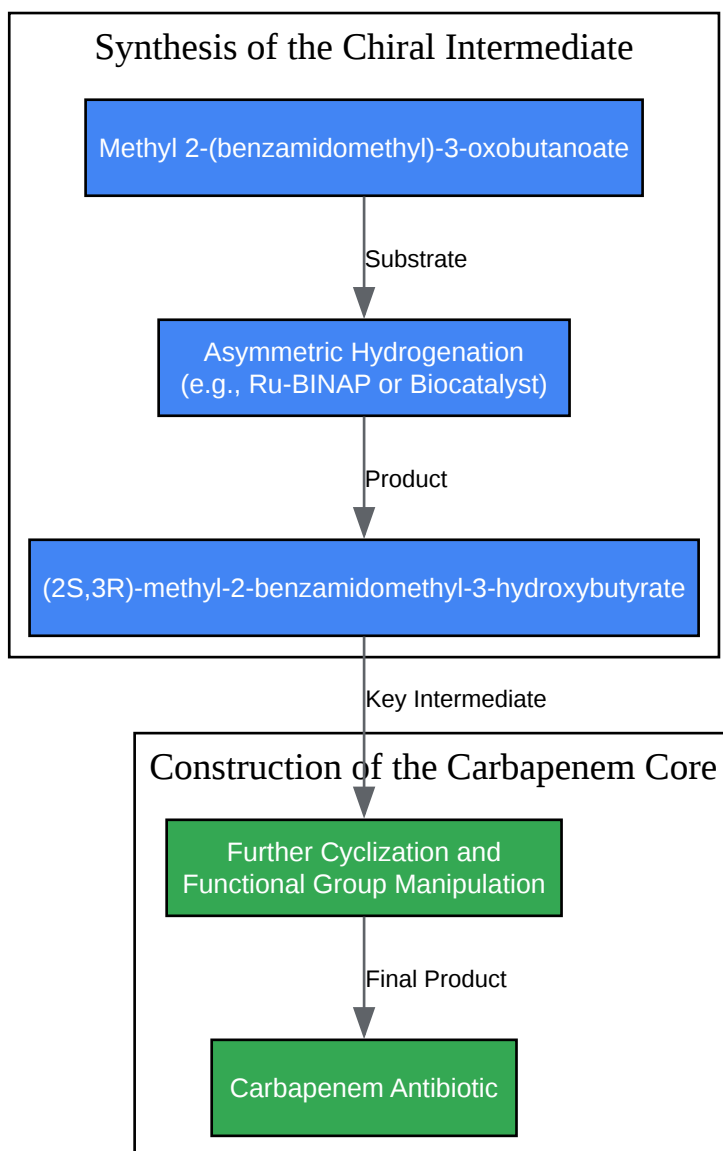 Synthesis of the Chiral Intermediate
Methyl 2-(benzamidomethyl)-3-oxobutanoate
Substrate
Asymmetric Hydrogenation
(e.g., Ru-BINAP or Biocatalyst)
Product
(2S,3R)-methyl-2-benzamidomethyl-3-hydroxybutyrate
Key Intermediate
Construction of the Carbapenem Core
Further Cyclization and
Functional Group Manipulation
Final Product
Carbapenem Antibiotic